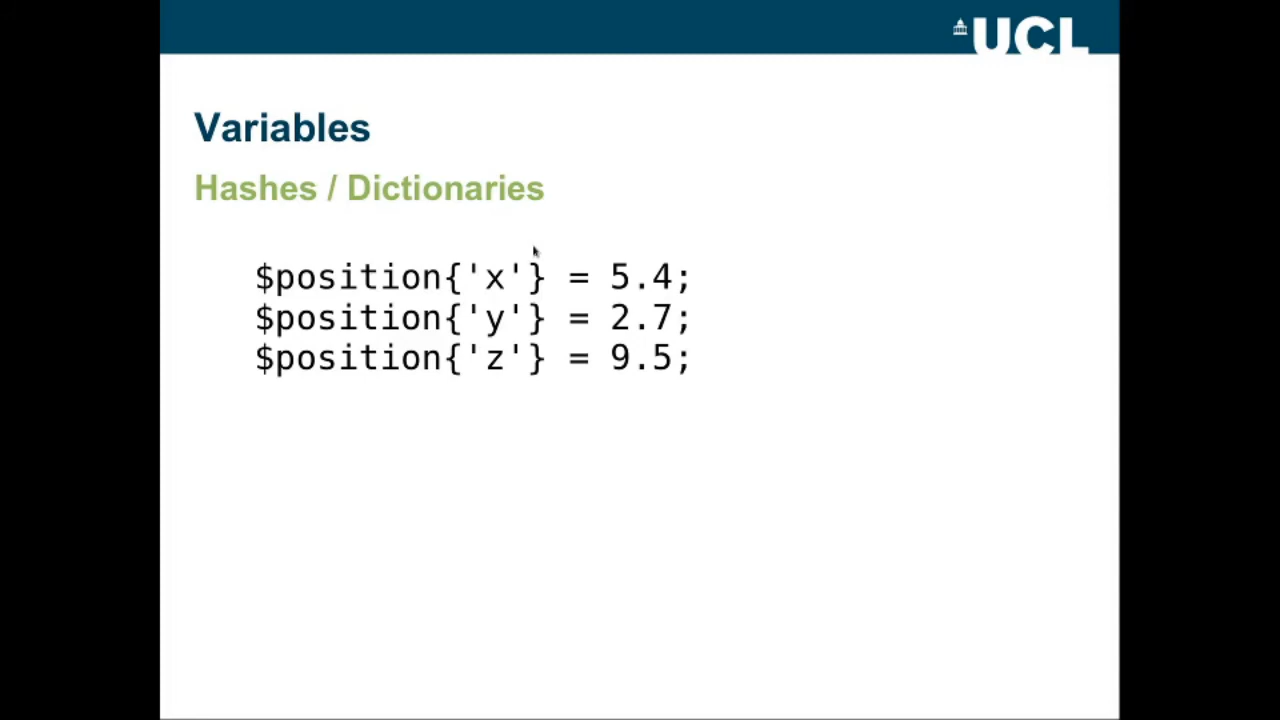 UCL
Variables
Hashes / Dictionaries
$position{'x'} = 5.4;
$position{'y'} = 2.7;
$position{'z'} = 9.5;